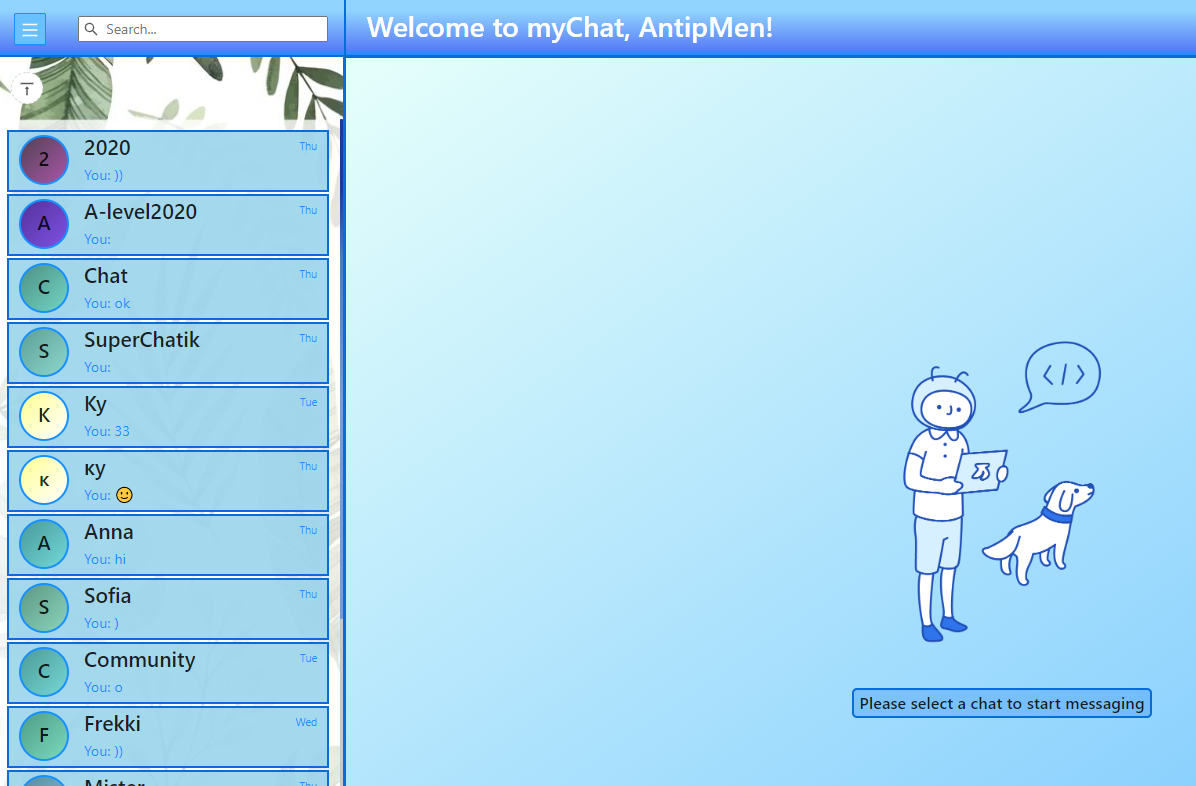 Search...
Welcome to myChat, AntipMen!
2
2020
Thu
You: ))
A
A-level2020
Thu
You:
C
Chat
Thu
You: ok
S
SuperChatik
Thu
You:
K
Ky
Tue
You: 33
к
ку
Thu
You: 🙂
A
Anna
Thu
You: hi
S
Sofia
Thu
You: )
C
Community
Tue
You: o
F
Frekki
Wed
You: ))
Mister
Thu
</>
Please select a chat to start messaging